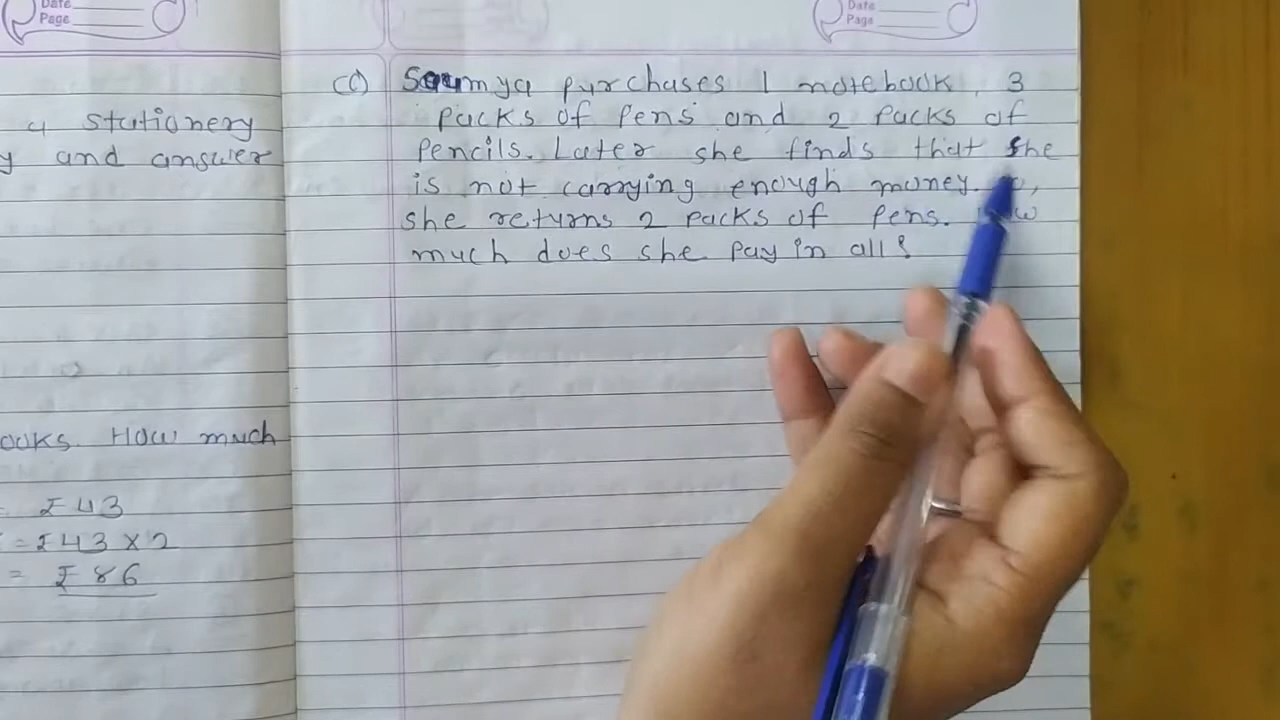 Date
Page
Date
Page
a stationery
y and answer
ooks. How much
= ₹43
= ₹43 × 2
= ₹86
(c) Soumya purchases 1 notebook, 3
packs of pens and 2 packs of
pencils. Later she finds that she
is not carrying enough money.
she returns 2 packs of pens.
much does she pay in all?